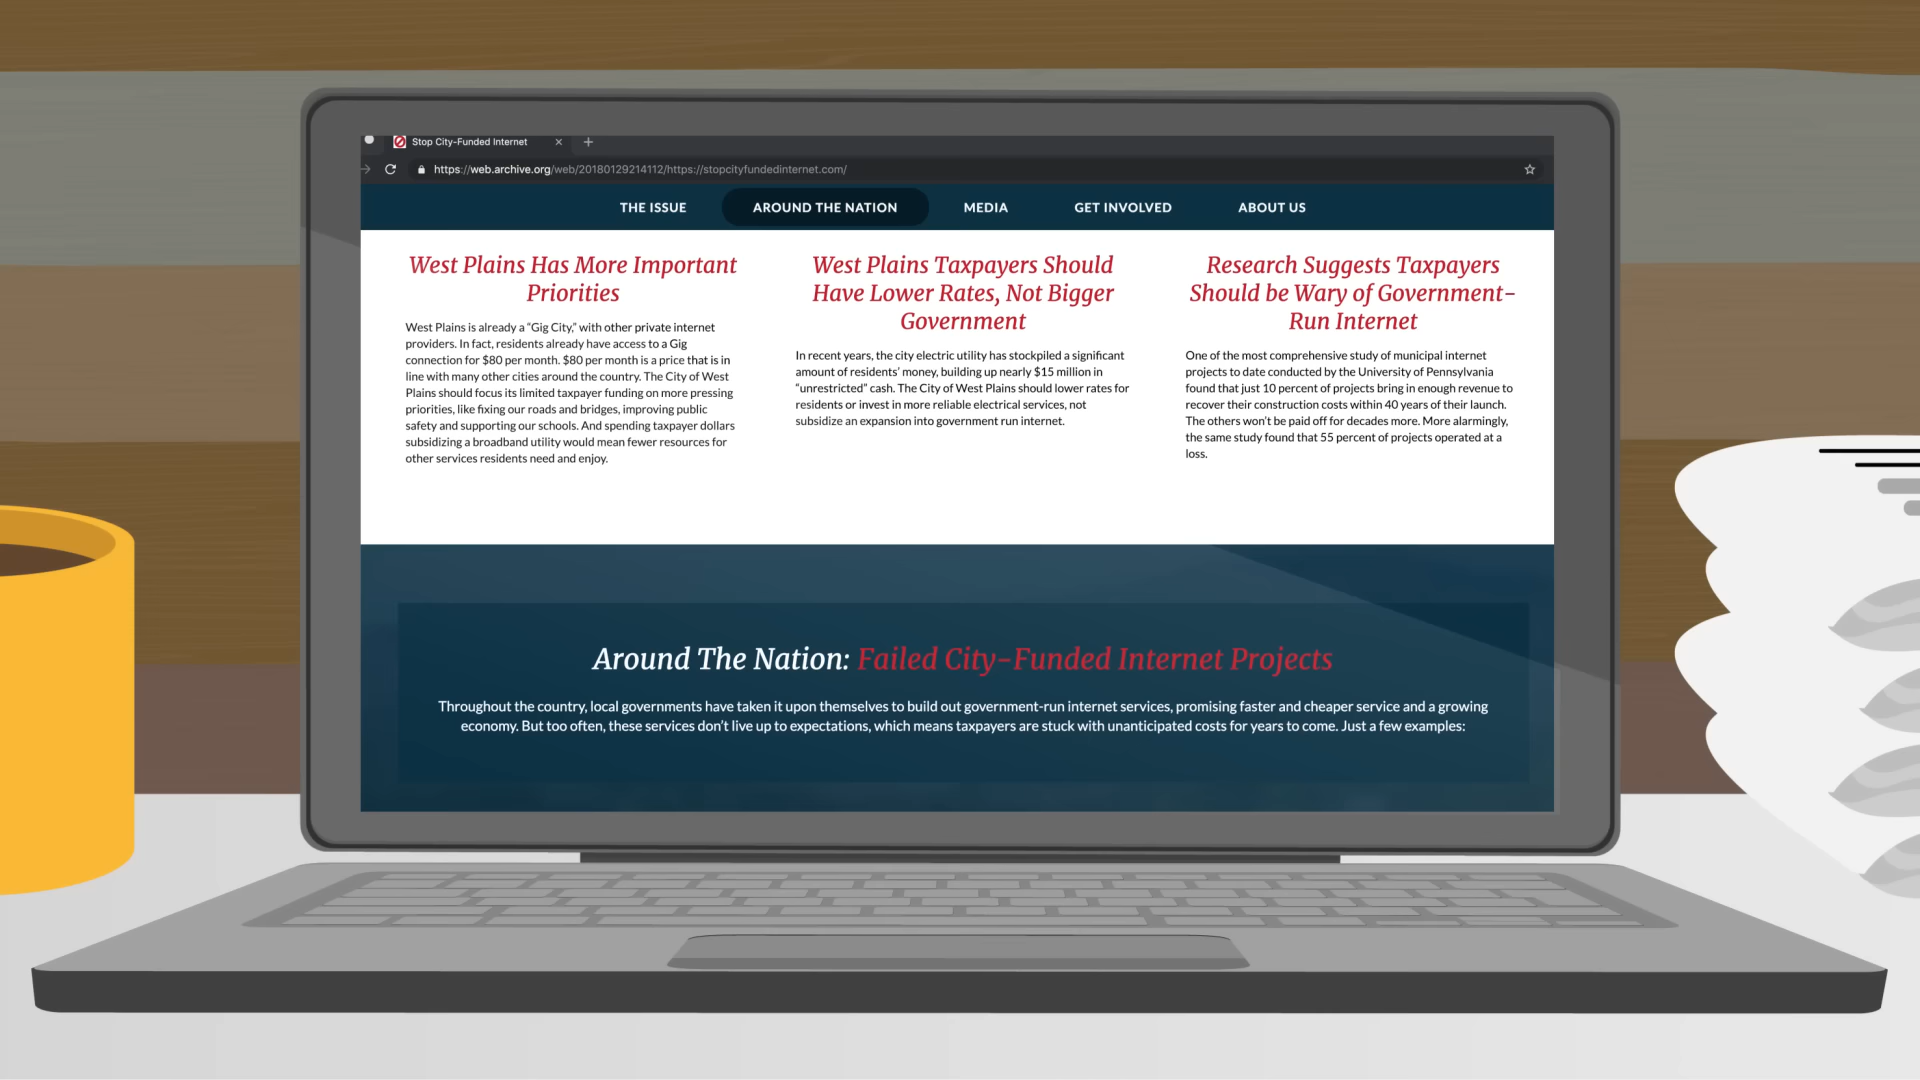 Stop City-Funded Internet
https://web.archive.org/web/20180129214112/https://stopcityfundedinternet.com/
THE ISSUE
AROUND THE NATION
MEDIA
GET INVOLVED
ABOUT US
West Plains Has More Important
Priorities
West Plains is already a “Gig City,” with other private internet
providers. In fact, residents already have access to a Gig
connection for $80 per month. $80 per month is a price that is in
line with many other cities around the country. The City of West
Plains should focus its limited taxpayer funding on more pressing
priorities, like fixing our roads and bridges, improving public
safety and supporting our schools. And spending taxpayer dollars
subsidizing a broadband utility would mean fewer resources for
other services residents need and enjoy.
West Plains Taxpayers Should
Have Lower Rates, Not Bigger
Government
In recent years, the city electric utility has stockpiled a significant
amount of residents’ money, building up nearly $15 million in
“unrestricted” cash. The City of West Plains should lower rates for
residents or invest in more reliable electrical services, not
subsidize an expansion into government run internet.
Research Suggests Taxpayers
Should be Wary of Government-
Run Internet
One of the most comprehensive study of municipal internet
projects to date conducted by the University of Pennsylvania
found that just 10 percent of projects bring in enough revenue to
recover their construction costs within 40 years of their launch.
The others won’t be paid off for decades more. More alarmingly,
the same study found that 55 percent of projects operated at a
loss.
Around The Nation: Failed City-Funded Internet Projects
Throughout the country, local governments have taken it upon themselves to build out government-run internet services, promising faster and cheaper service and a growing
economy. But too often, these services don’t live up to expectations, which means taxpayers are stuck with unanticipated costs for years to come. Just a few examples: